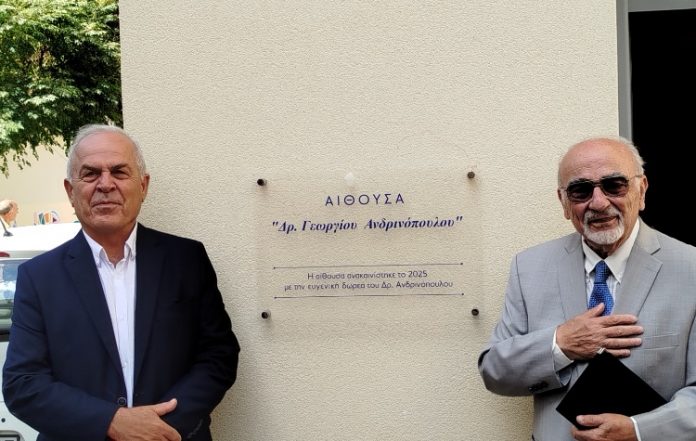 ΑΙΘΟΥΣΑ
"Δρ. Γεωργίου Ανδρινόπουλου"
Η αίθουσα ανακαινίστηκε το 2025
με την ευγενική δωρεά του Δρ. Ανδρινόπουλου